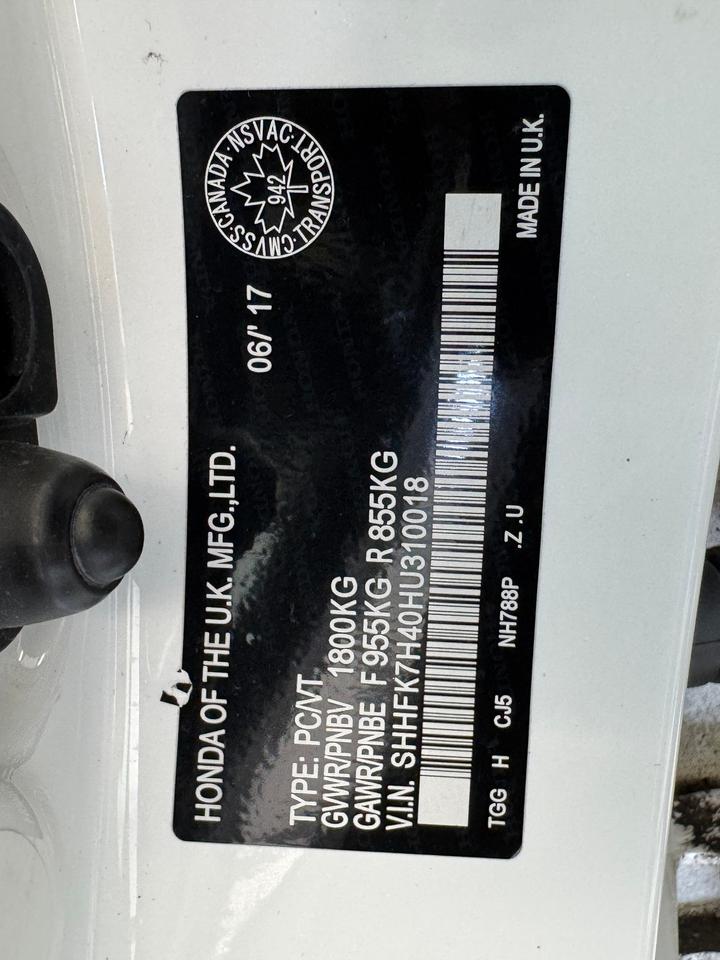 HONDA OF THE U.K. MFG.,LTD.
06/' 17
CMVSS·CANADA·NSVAC·TRANSPORT·
942
TYPE: PC/VT
GVWR/PNBV 1800KG
GAWR/PNBE F 955KG R 855KG
V.I.N. SHHFK7H40HU310018
TGG H CJ5 NH788P .Z .U MADE IN U.K.